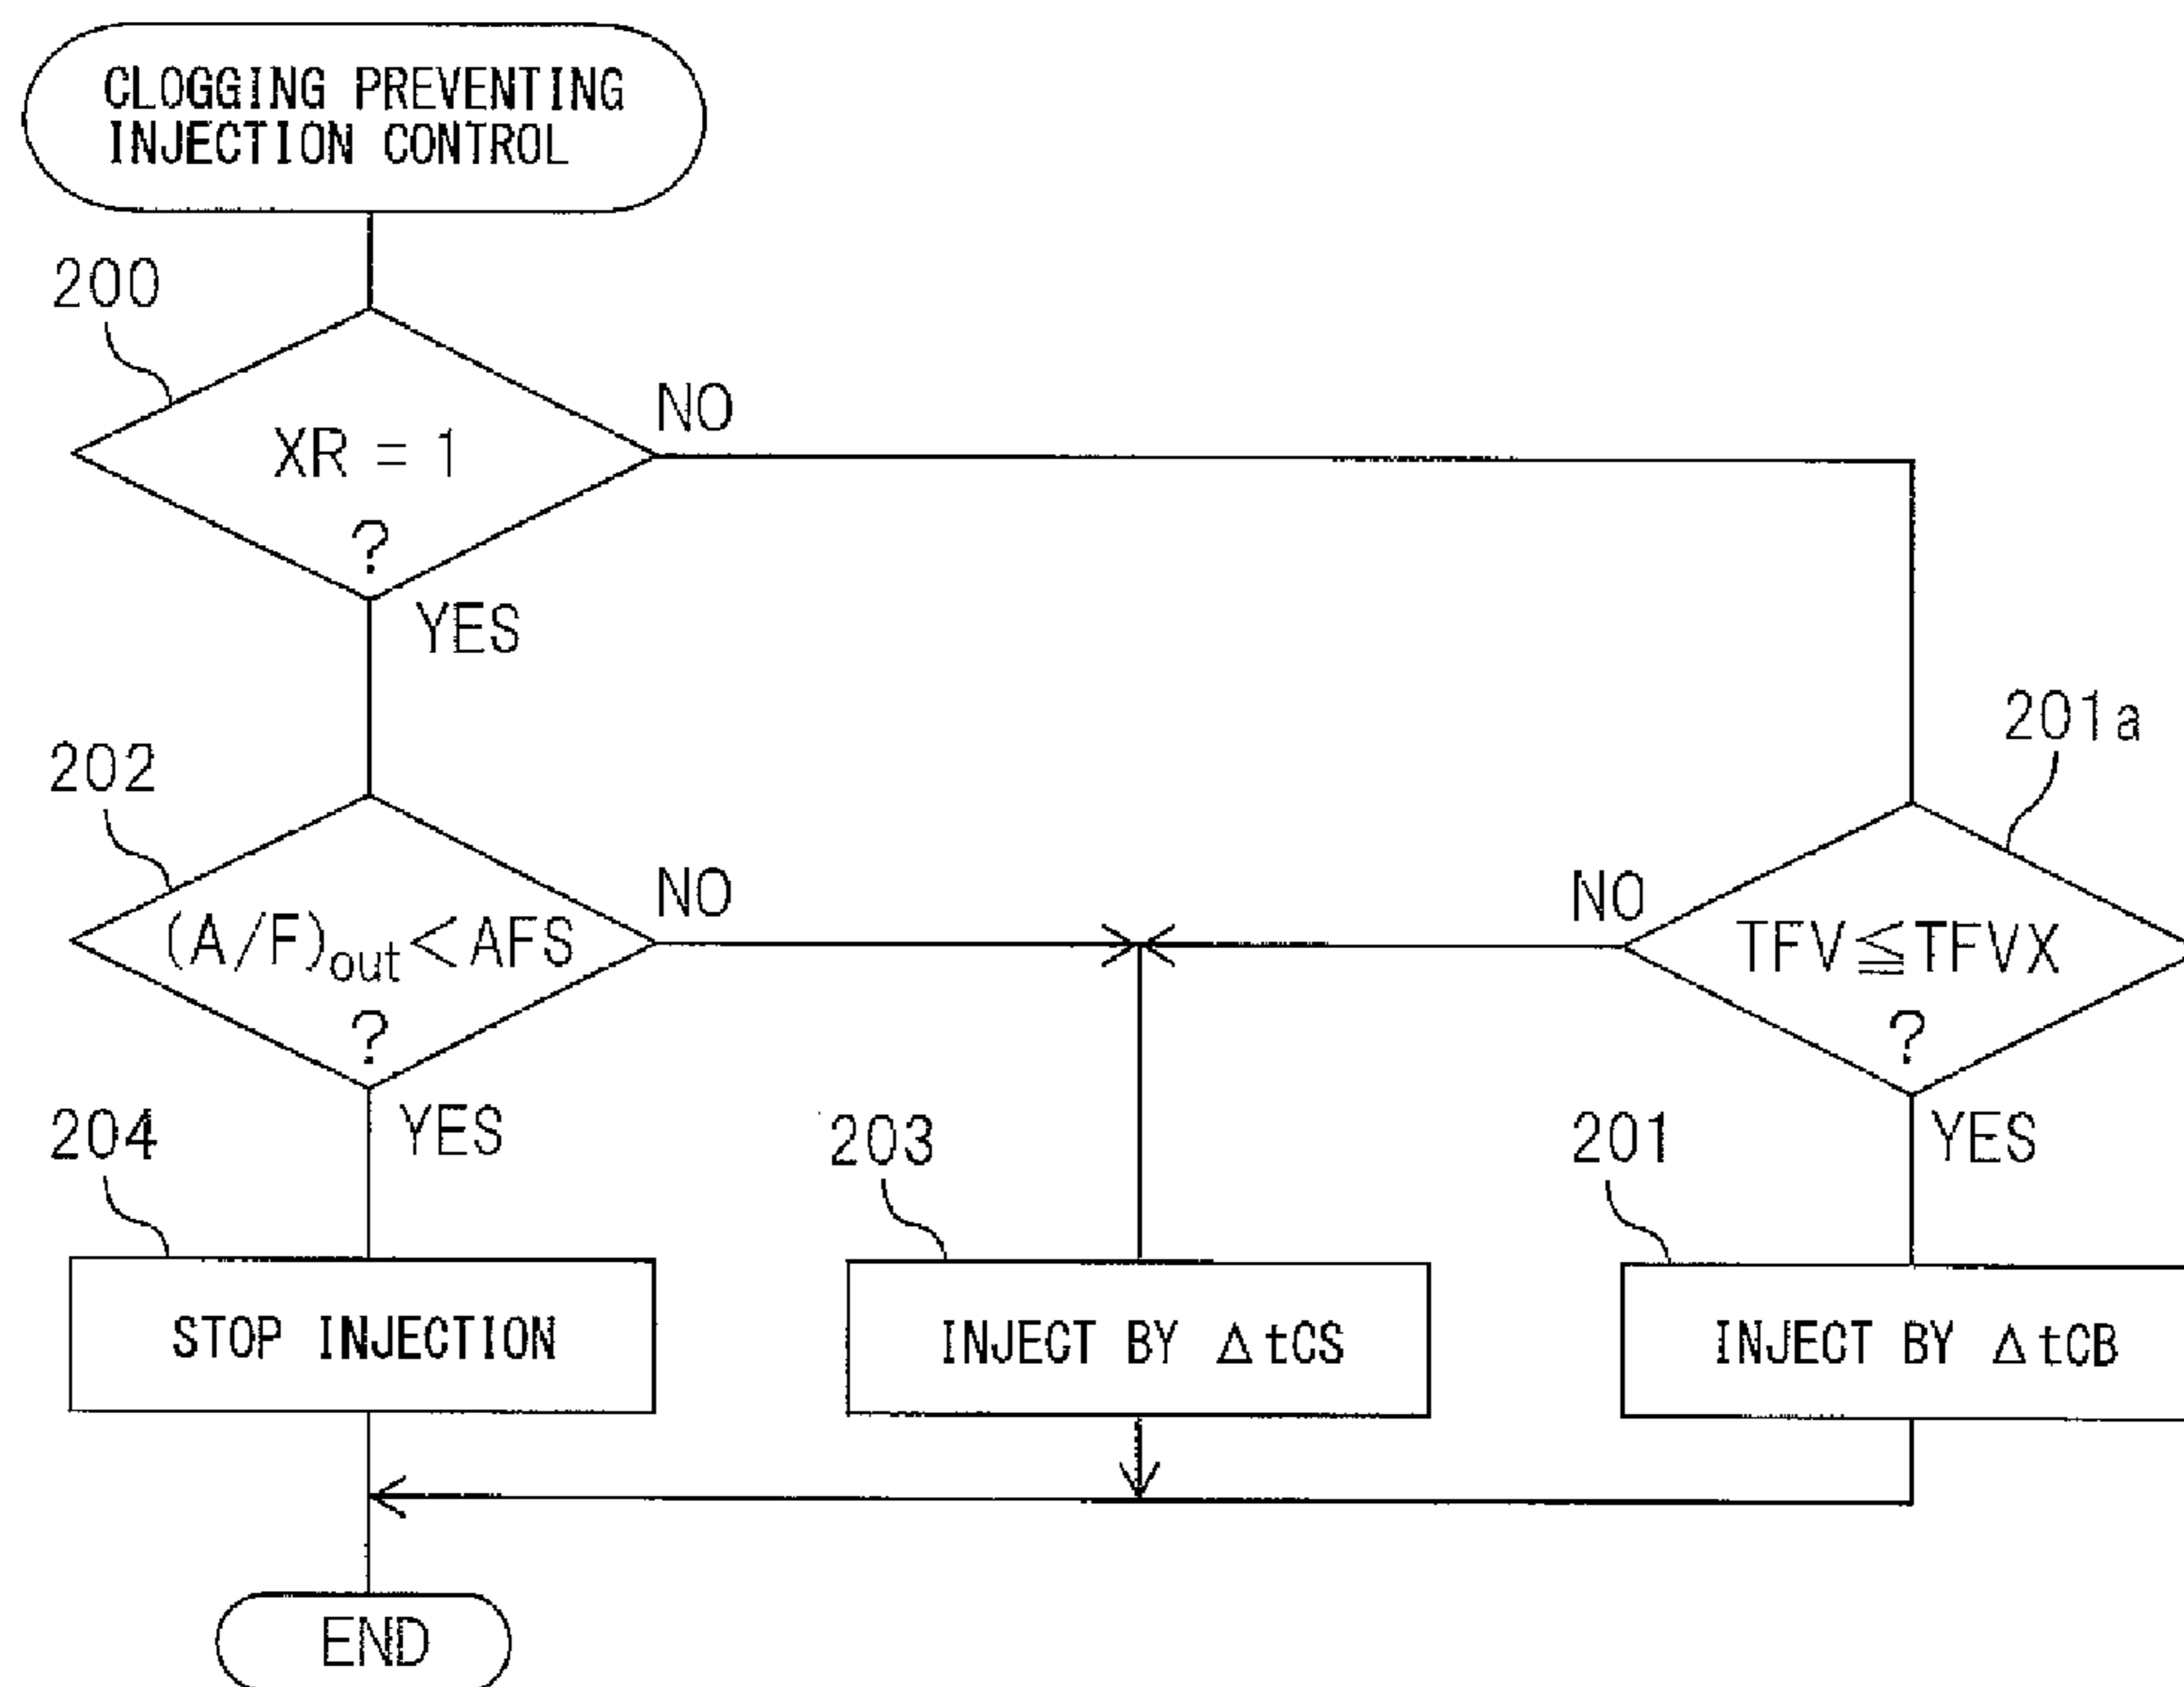 CLOGGING PREVENTING
INJECTION CONTROL
200
XR = 1
?
NO
YES
202
(A/F)out<AFS
?
NO
YES
201a
TFV≦TFVX
?
NO
YES
204
STOP INJECTION
203
INJECT BY ΔtCS
201
INJECT BY ΔtCB
END